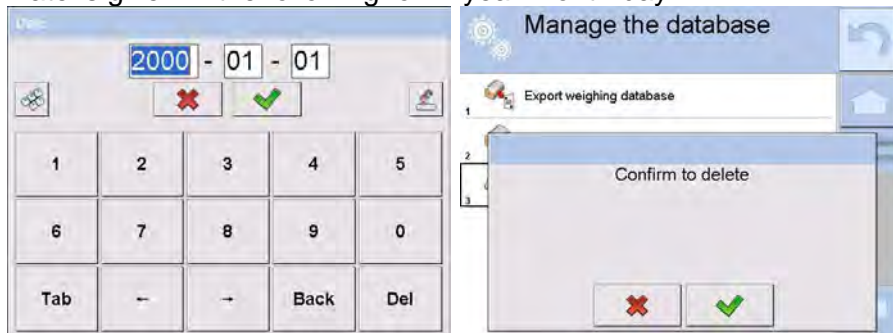 Date
2000 - 01 - 01
1 2 3 4 5
6 7 8 9 0
Tab ← → Back Del
Manage the database
1 Export weighing database
2
3
Confirm to delete